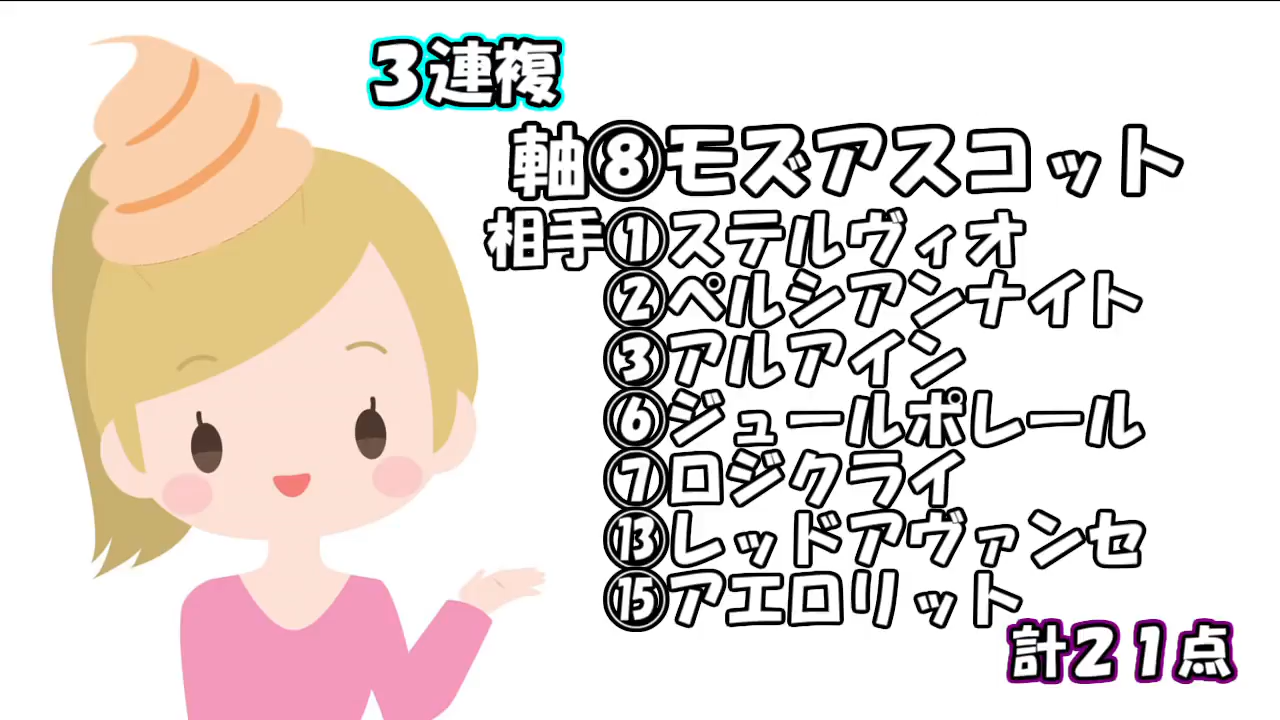 ３連複
軸⑧モズアスコット
相手①ステルヴィオ
②ペルシアンナイト
③アルアイン
⑥ジュールポレール
⑦ロジクライ
⑬レッドアヴァンセ
⑮アエロリット
計２１点